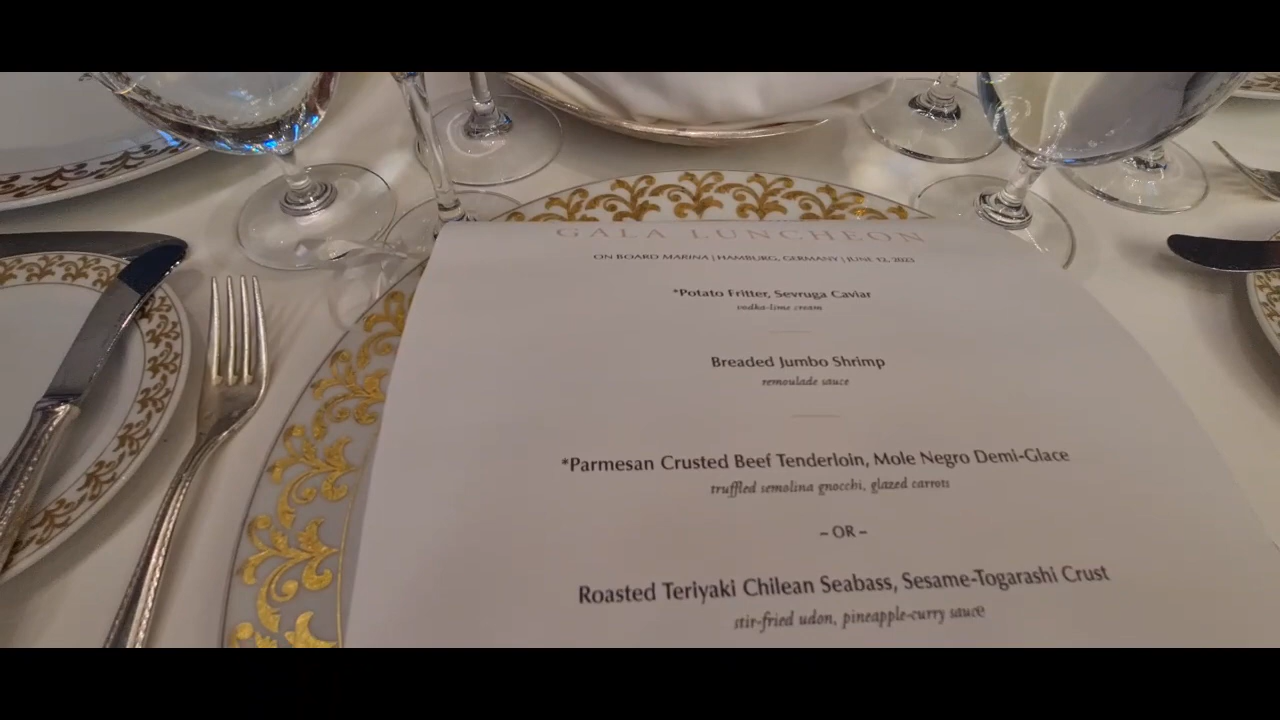 GALA LUNCHEON
ON BOARD MARINA | HAMBURG, GERMANY | JUNE 12, 2023
*Potato Fritter, Sevruga Caviar
vodka-lime cream
Breaded Jumbo Shrimp
remoulade sauce
*Parmesan Crusted Beef Tenderloin, Mole Negro Demi-Glace
truffled semolina gnocchi, glazed carrots
– OR –
Roasted Teriyaki Chilean Seabass, Sesame-Togarashi Crust
stir-fried udon, pineapple-curry sauce